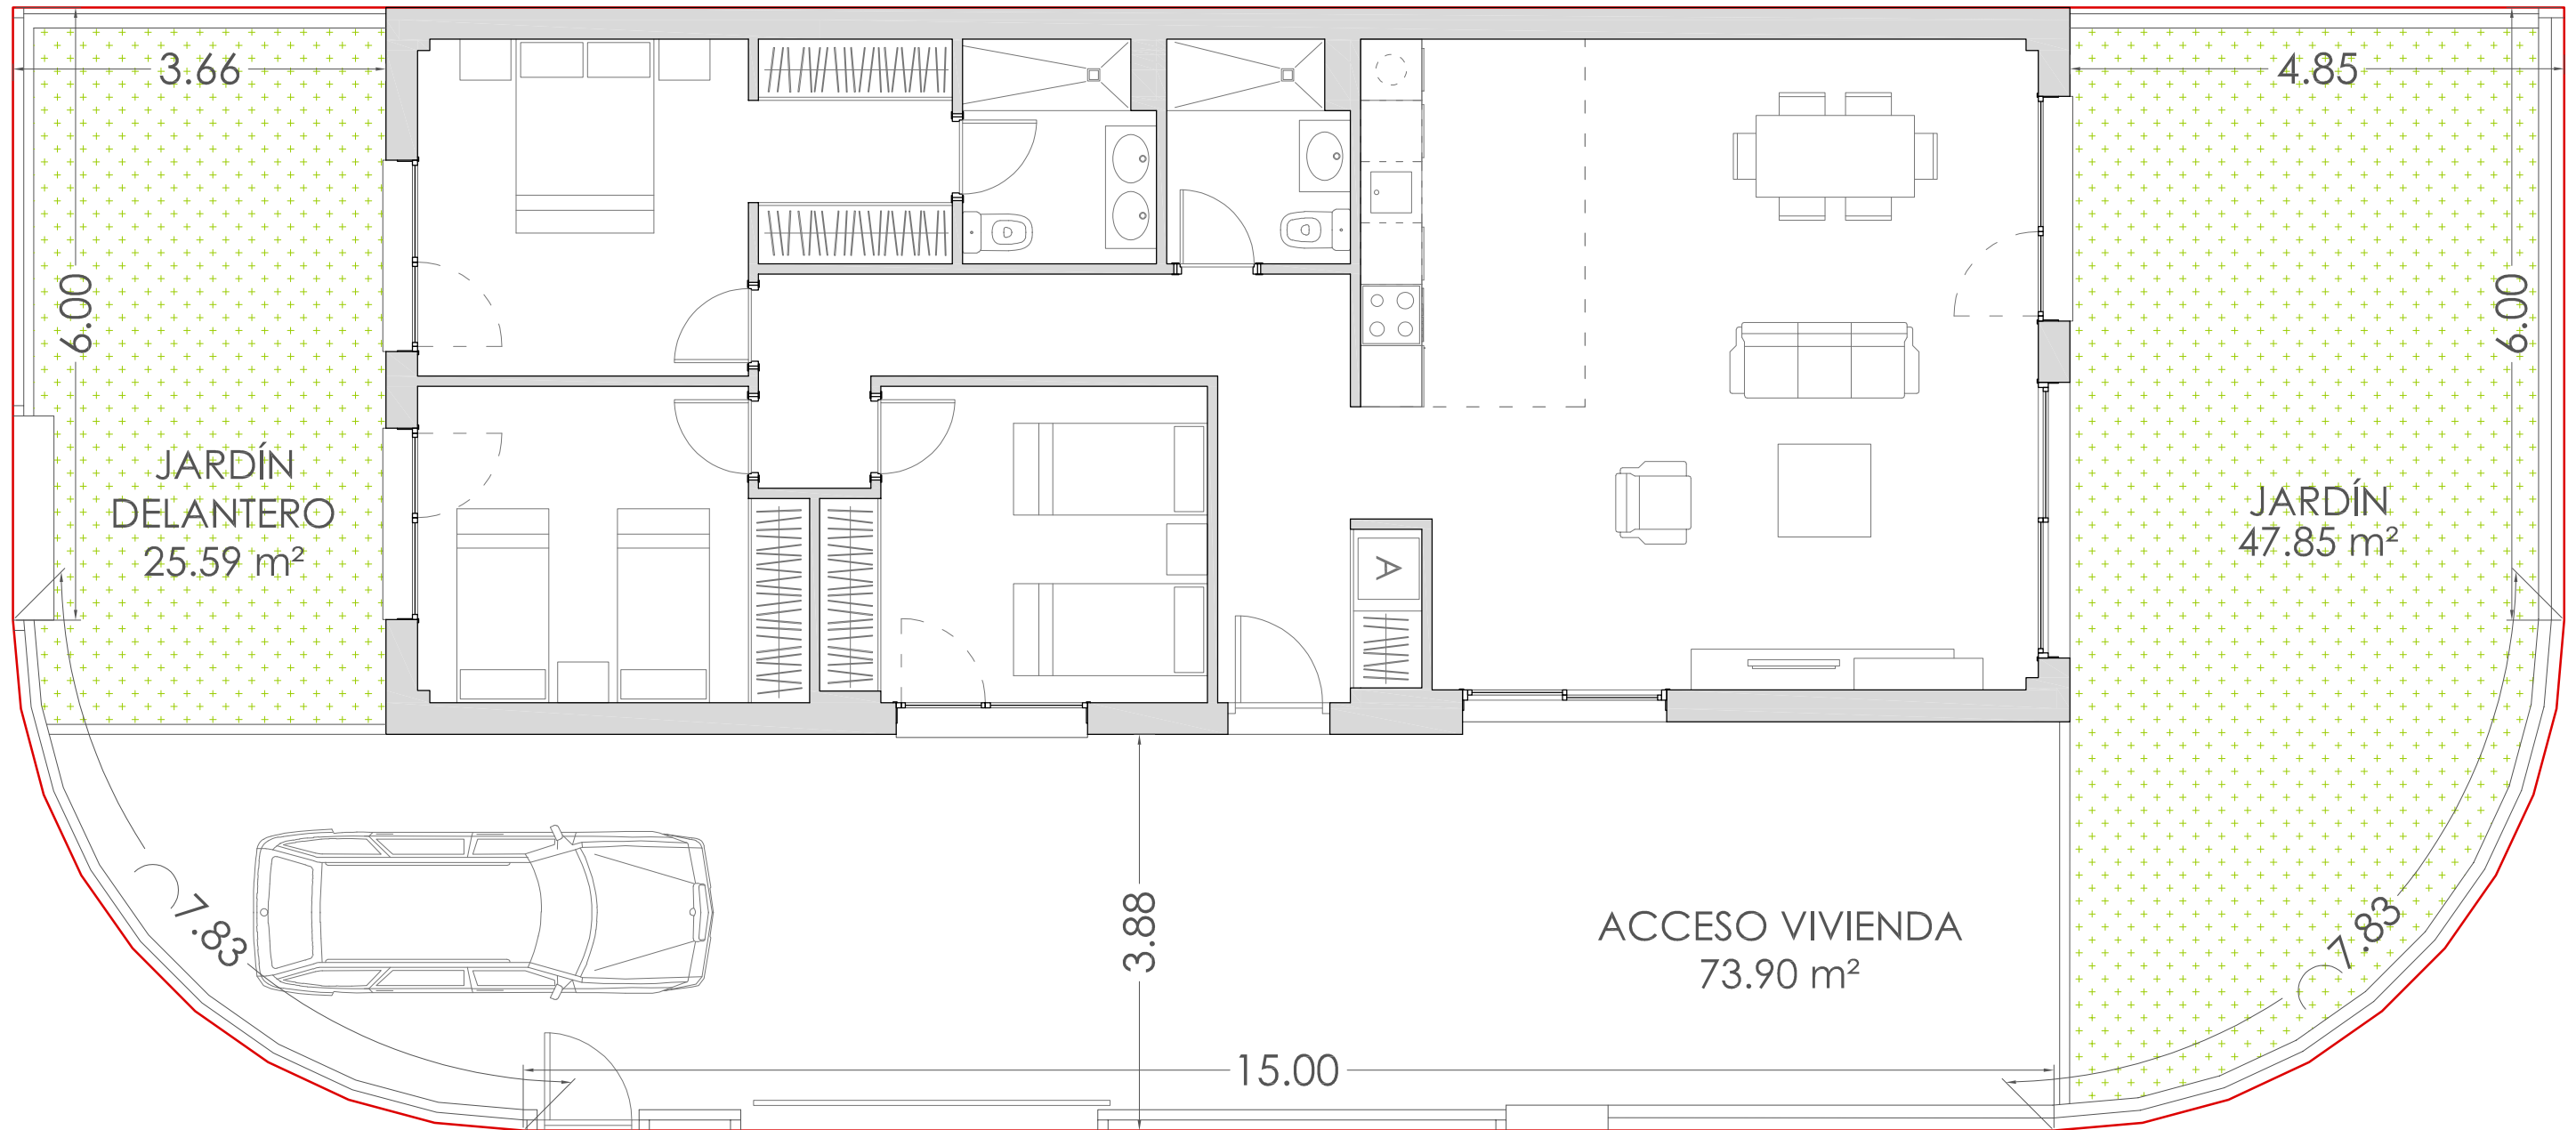 3.66
4.85
6.00
6.00
JARDÍN
DELANTERO
25.59 m²
JARDÍN
47.85 m²
A
7.83
3.88
ACCESO VIVIENDA
73.90 m²
7.83
15.00